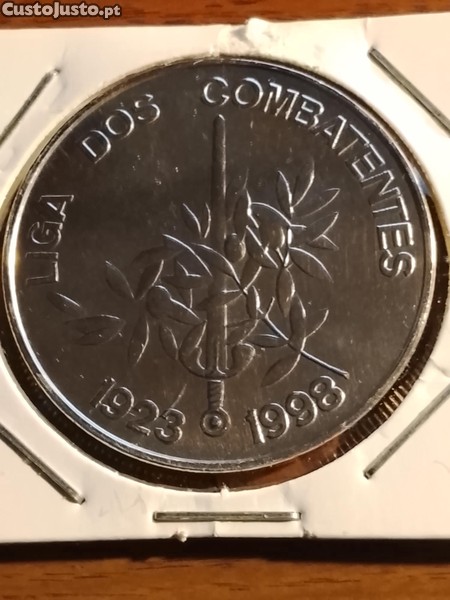 CustoJusto.pt
LIGA DOS COMBATENTES
1923 1998